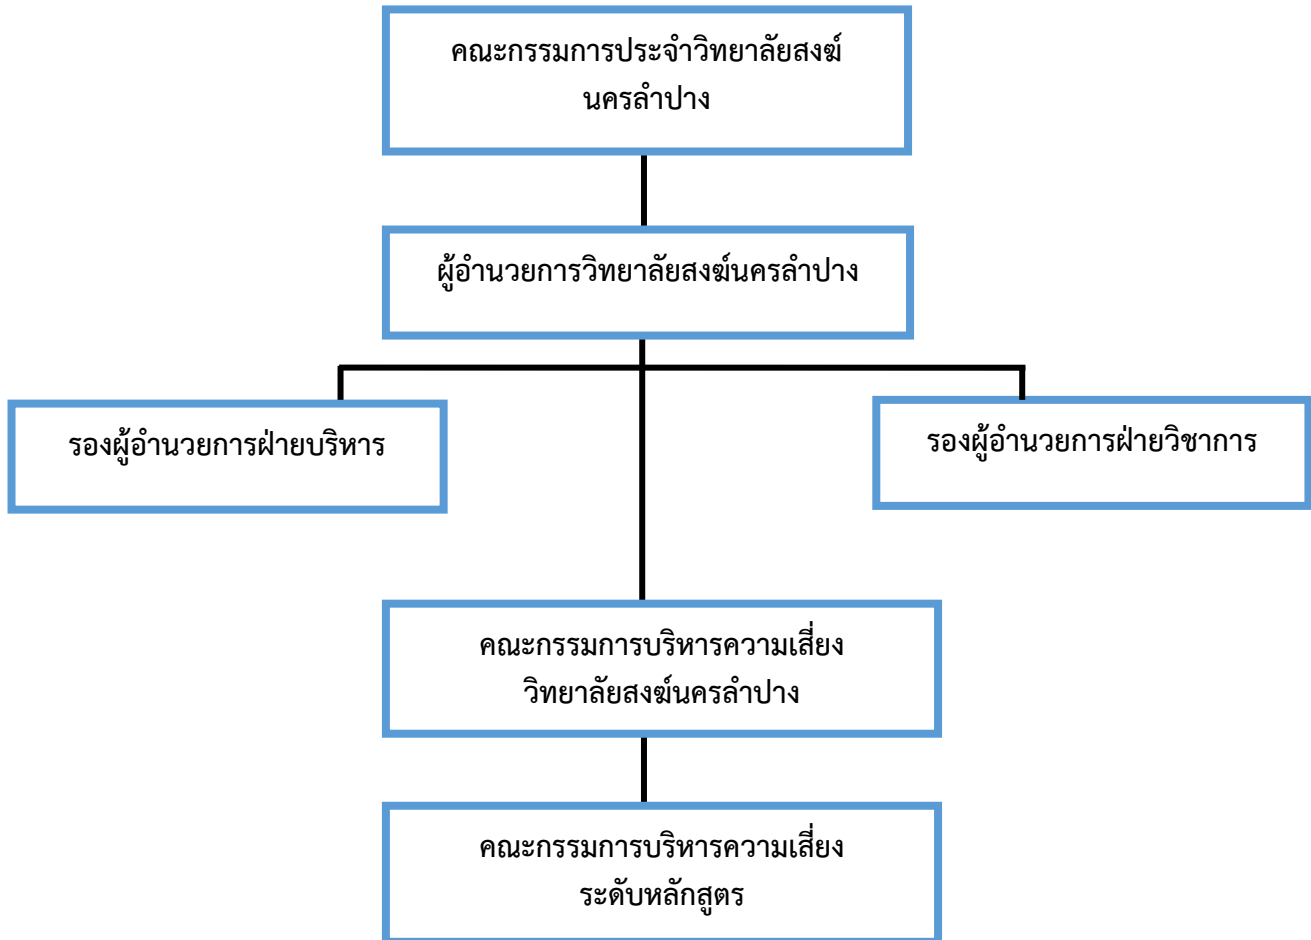 คณะกรรมการประจำวิทยาลัยสงฆ์
นครลำปาง
ผู้อำนวยการวิทยาลัยสงฆ์นครลำปาง
รองผู้อำนวยการฝ่ายบริหาร
รองผู้อำนวยการฝ่ายวิชาการ
คณะกรรมการบริหารความเสี่ยง
วิทยาลัยสงฆ์นครลำปาง
คณะกรรมการบริหารความเสี่ยง
ระดับหลักสูตร